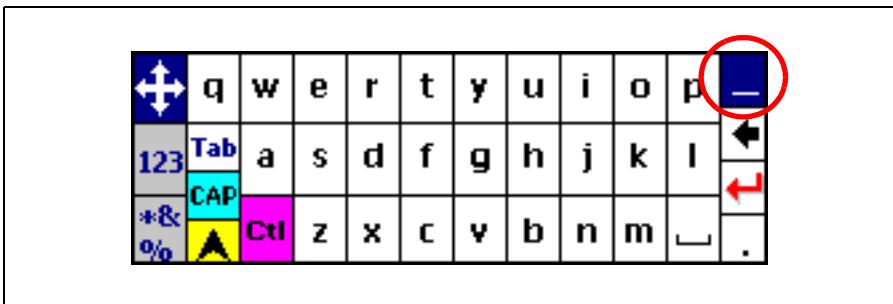 q w e r t y u i o p _
123 Tab a s d f g h j k l
CAP
*&% Ctl z x c v b n m .